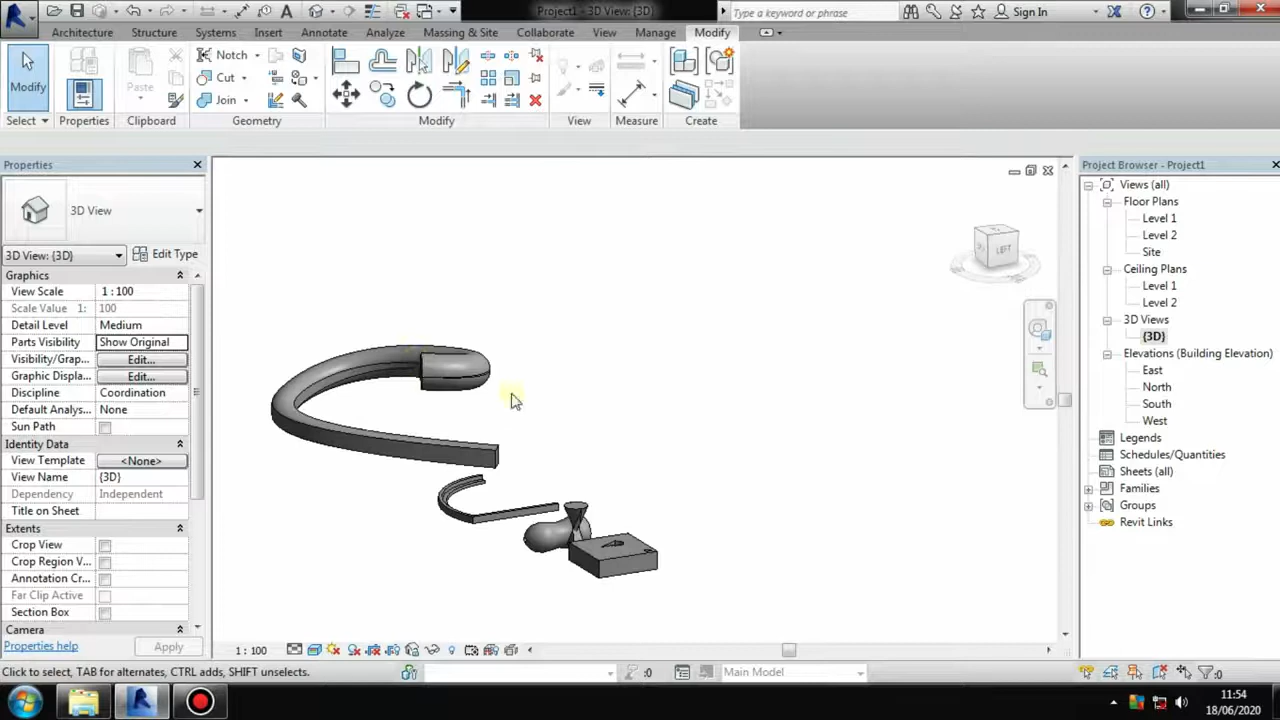 Project1 - 3D View: {3D}
Type a keyword or phrase
Sign In
Architecture Structure Systems Insert Annotate Analyze Massing & Site Collaborate View Manage Modify
Modify
Paste
Notch
Cut
Join
Select Properties Clipboard Geometry Modify View Measure Create
Properties
3D View
3D View: {3D} Edit Type
Graphics
View Scale 1 : 100
Scale Value 1: 100
Detail Level Medium
Parts Visibility Show Original
Visibility/Grap... Edit...
Graphic Displa... Edit...
Discipline Coordination
Default Analys... None
Sun Path
Identity Data
View Template <None>
View Name {3D}
Dependency Independent
Title on Sheet
Extents
Crop View
Crop Region V...
Annotation Cr...
Far Clip Active
Section Box
Camera
Properties help Apply
LEFT
Project Browser - Project1
Views (all)
Floor Plans
Level 1
Level 2
Site
Ceiling Plans
Level 1
Level 2
3D Views
{3D}
Elevations (Building Elevation)
East
North
South
West
Legends
Schedules/Quantities
Sheets (all)
Families
Groups
Revit Links
1 : 100
Click to select, TAB for alternates, CTRL adds, SHIFT unselects.
:0
Main Model
:0
11:54
18/06/2020